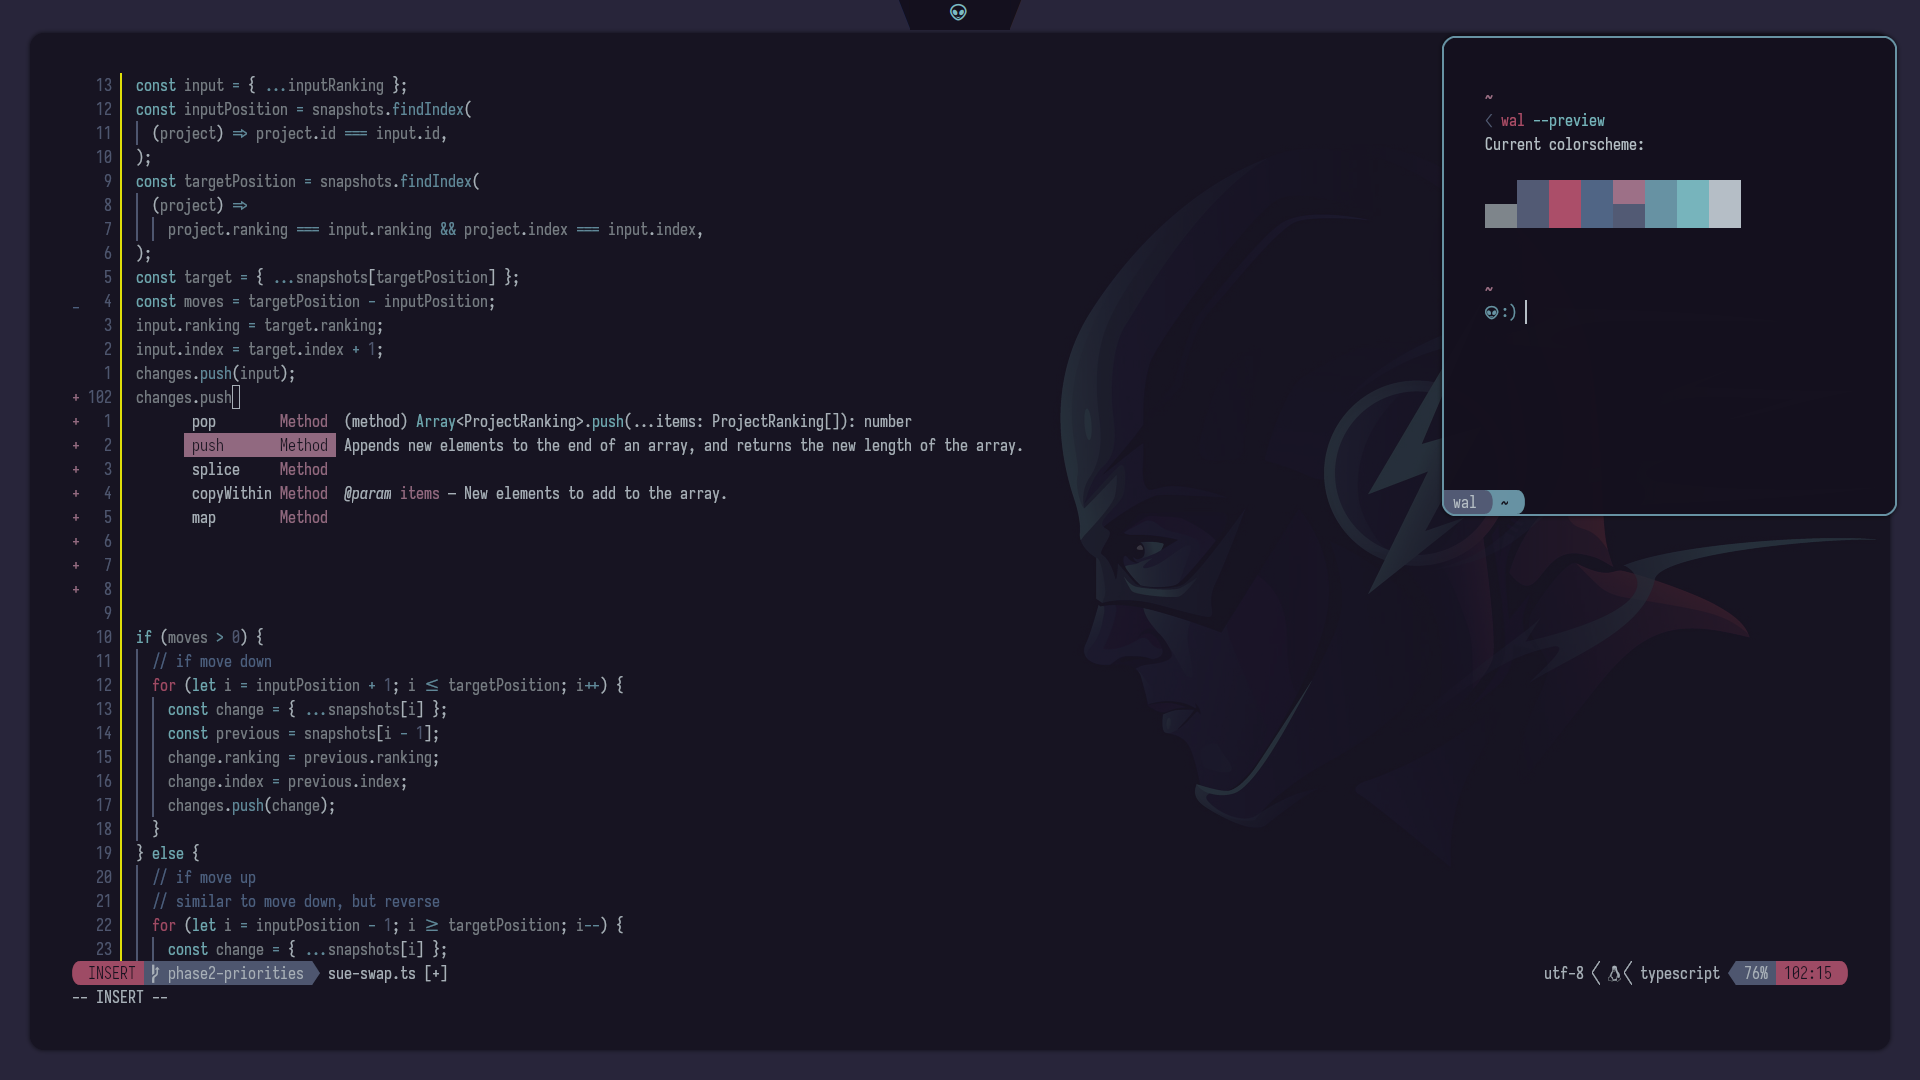 13 const input = { ...inputRanking };
12 const inputPosition = snapshots.findIndex(
11 (project) => project.id === input.id,
10 );
9 const targetPosition = snapshots.findIndex(
8 (project) =>
7 project.ranking === input.ranking && project.index === input.index,
6 );
5 const target = { ...snapshots[targetPosition] };
_ 4 const moves = targetPosition - inputPosition;
3 input.ranking = target.ranking;
2 input.index = target.index + 1;
1 changes.push(input);
+ 102 changes.push
+ 1 pop Method (method) Array<ProjectRanking>.push(...items: ProjectRanking[]): number
+ 2 push Method Appends new elements to the end of an array, and returns the new length of the array.
+ 3 splice Method
+ 4 copyWithin Method @param items — New elements to add to the array.
+ 5 map Method
+ 6
+ 7
+ 8
9
10 if (moves > 0) {
11 // if move down
12 for (let i = inputPosition + 1; i <= targetPosition; i++) {
13 const change = { ...snapshots[i] };
14 const previous = snapshots[i - 1];
15 change.ranking = previous.ranking;
16 change.index = previous.index;
17 changes.push(change);
18 }
19 } else {
20 // if move up
21 // similar to move down, but reverse
22 for (let i = inputPosition - 1; i >= targetPosition; i--) {
23 const change = { ...snapshots[i] };
INSERT phase2-priorities sue-swap.ts [+] utf-8 typescript 76% 102:15
-- INSERT --
~
wal --preview
Current colorscheme:
~
:)
wal ~